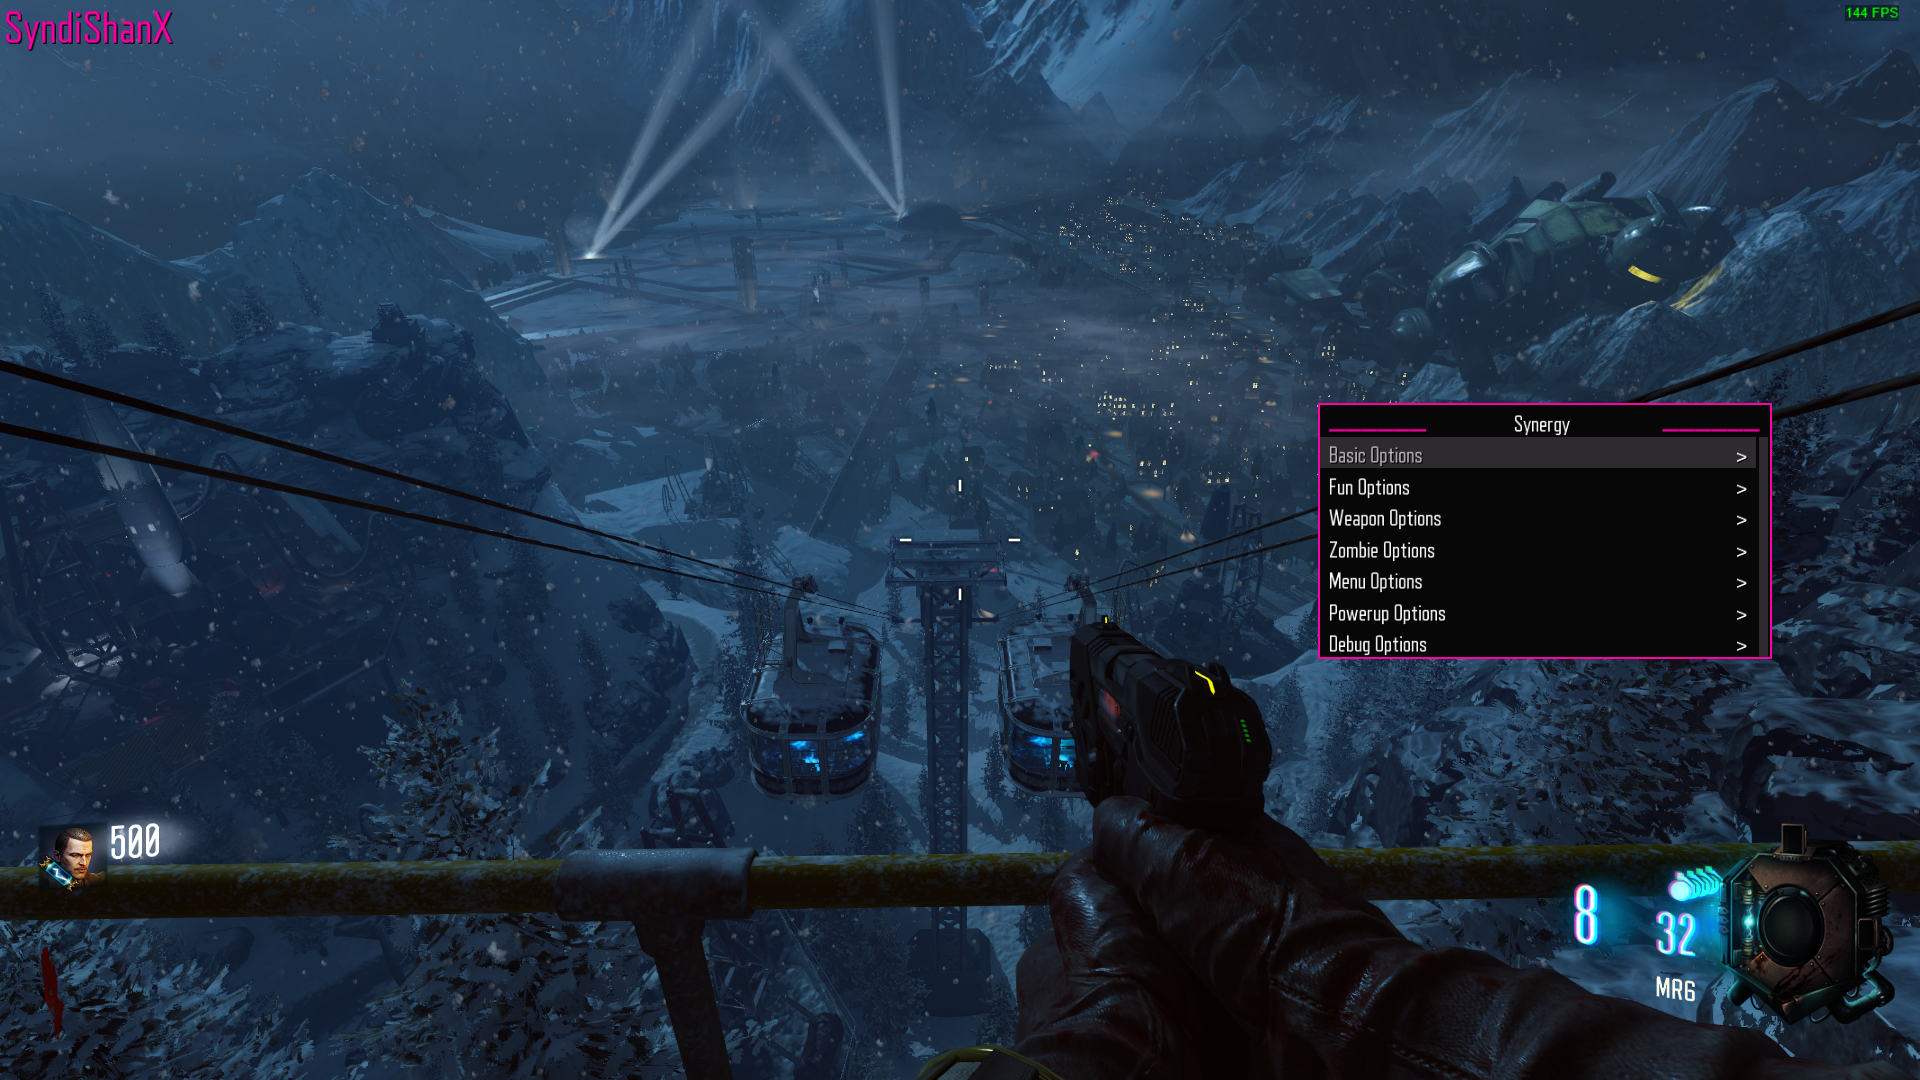 SyndiShanX
144 FPS
Synergy
Basic Options >
Fun Options >
Weapon Options >
Zombie Options >
Menu Options >
Powerup Options >
Debug Options >
500
8
32
MR6